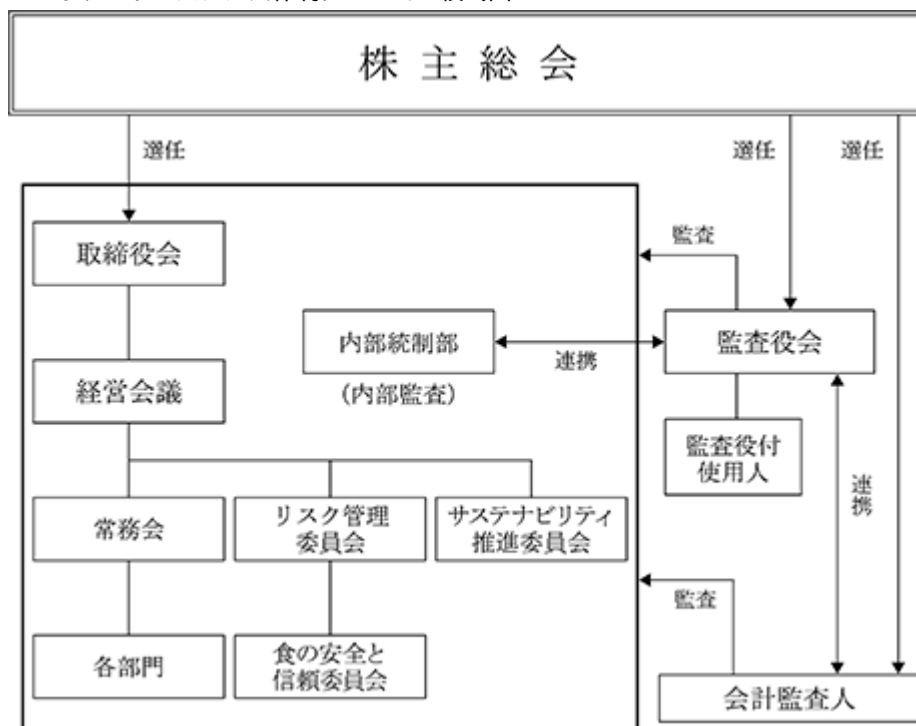 株主総会
選任
選任
選任
取締役会
監査
内部統制部
(内部監査)
連携
監査役会
経営会議
監査役付
使用人
連携
常務会
リスク管理
委員会
サステナビリティ
推進委員会
監査
各部門
食の安全と
信頼委員会
会計監査人